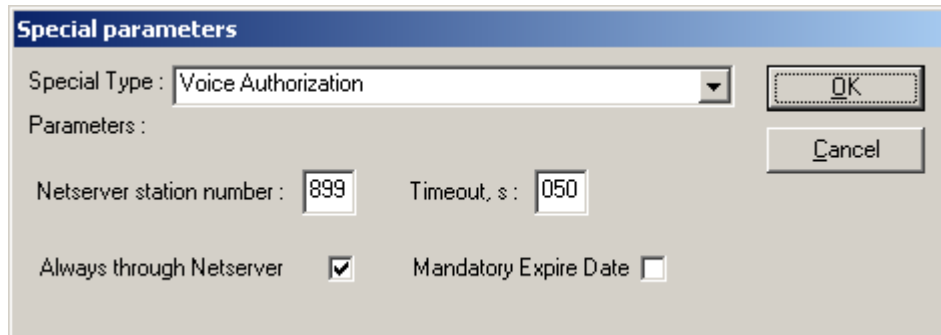 Special parameters
Special Type : Voice Authorization
OK
Parameters :
Cancel
Netserver station number : 899 Timeout, s : 050
Always through Netserver Mandatory Expire Date